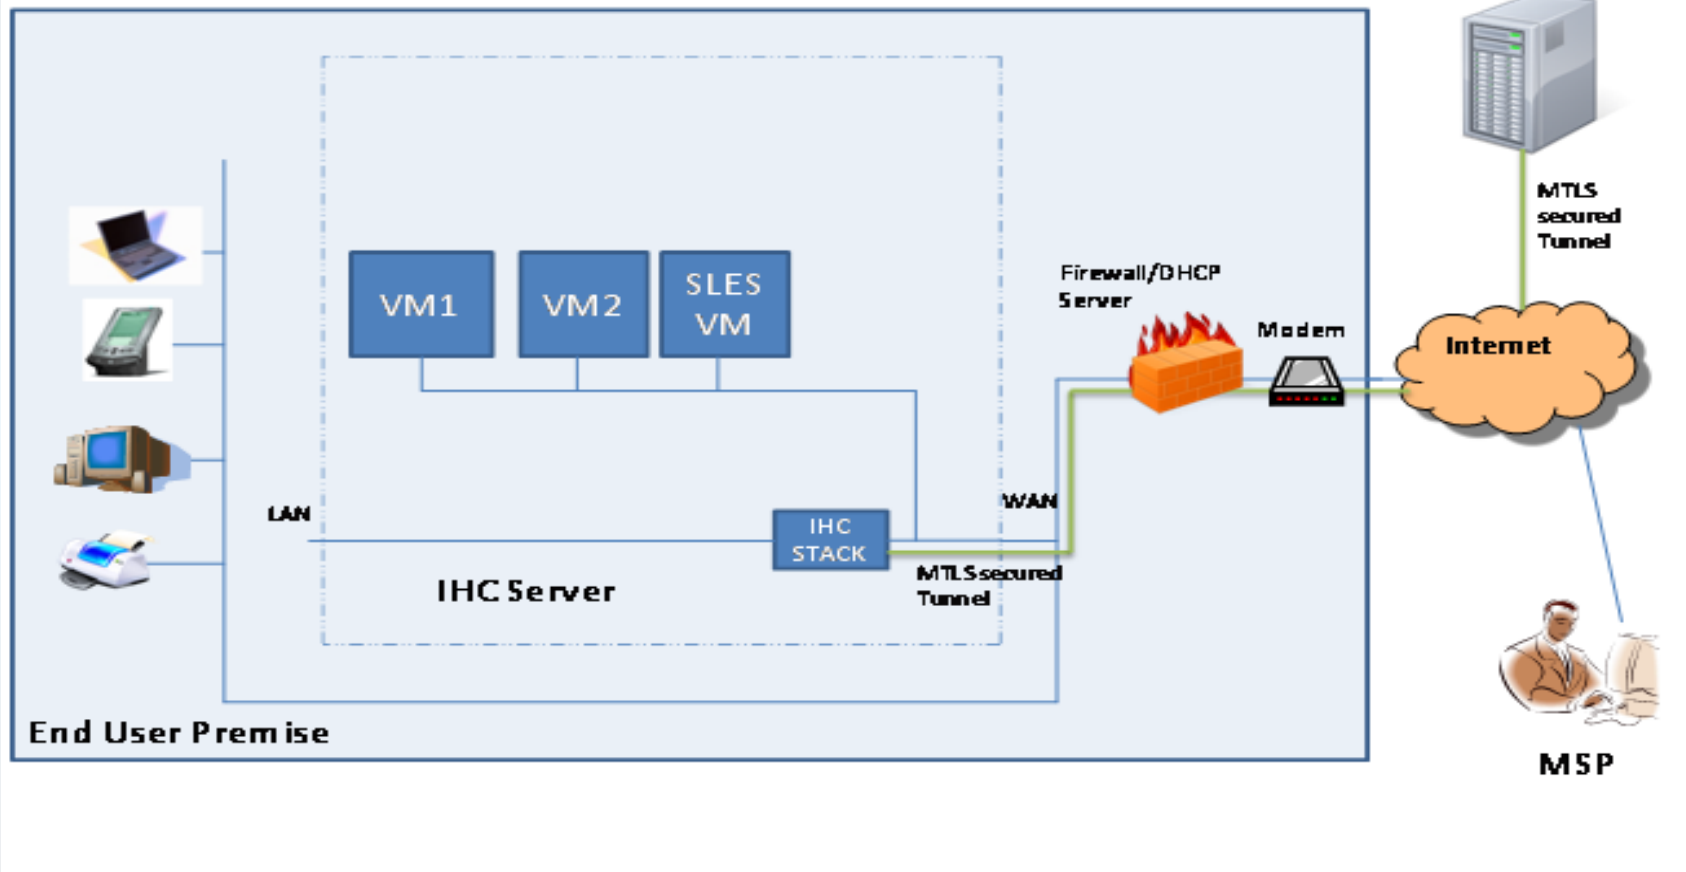 MTLS
secured
Tunnel
Firewall/DHCP
Server
Modem
Internet
VM1
VM2
SLES
VM
LAN
WAN
IHC
STACK
MTLS secured
Tunnel
IHC Server
End User Premise
MSP